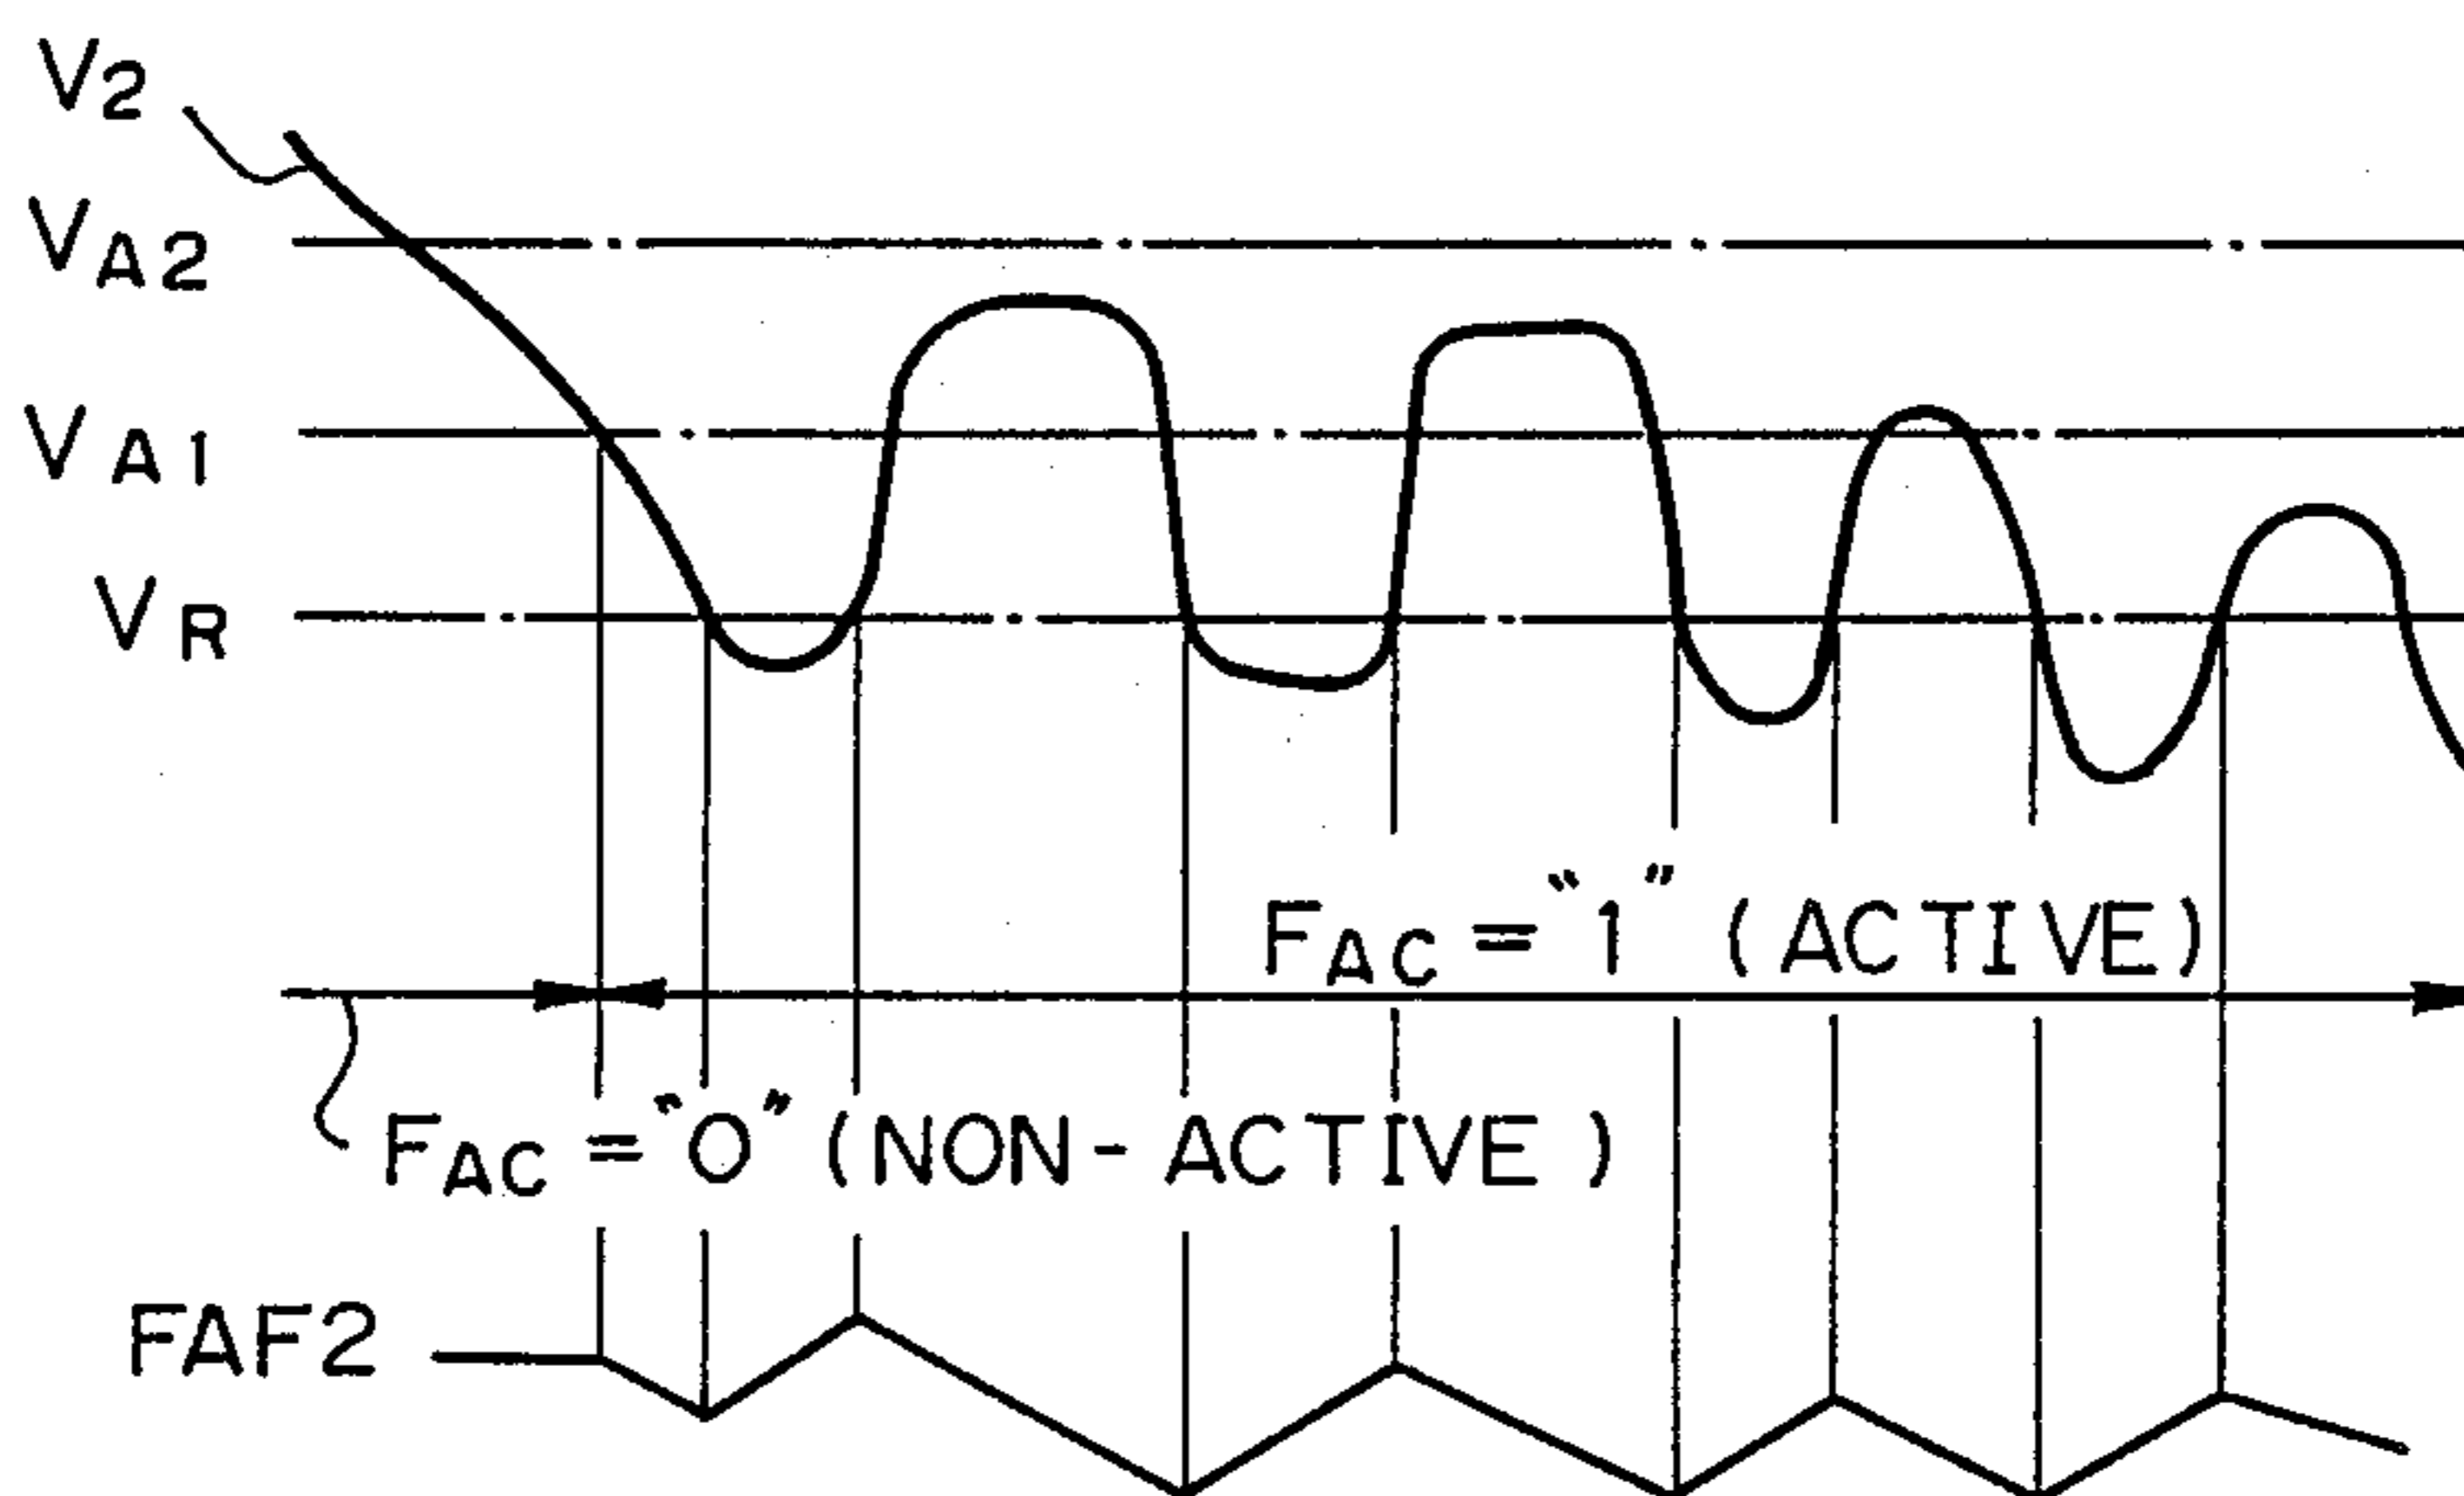 V2
VA2
VA1
VR
FAC = "1" (ACTIVE)
FAC = "0" (NON-ACTIVE)
FAF2